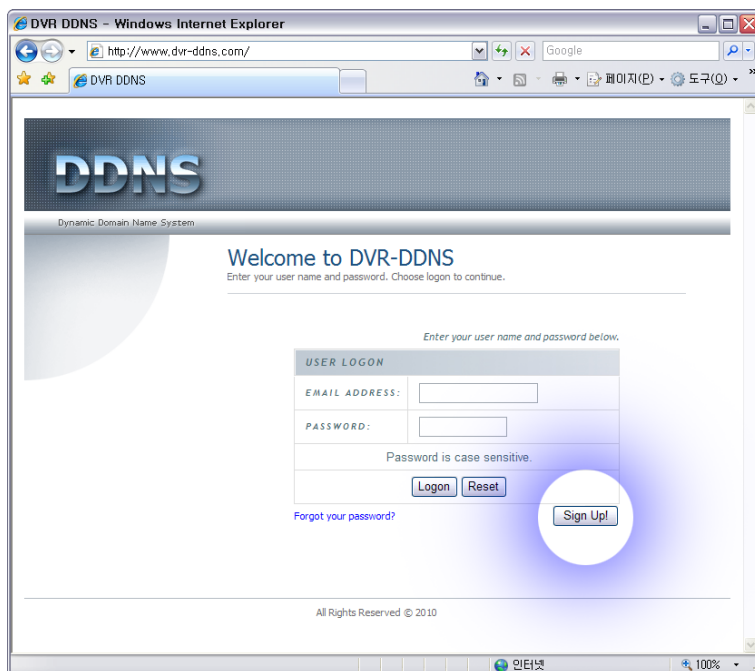 DVR DDNS - Windows Internet Explorer
http://www.dvr-ddns.com/
Google
DVR DDNS
페이지(P)
도구(O)
DDNS
Dynamic Domain Name System
Welcome to DVR-DDNS
Enter your user name and password. Choose logon to continue.
Enter your user name and password below.
USER LOGON
EMAIL ADDRESS:
PASSWORD:
Password is case sensitive.
Logon Reset
Forgot your password?
Sign Up!
All Rights Reserved © 2010
인터넷
100%